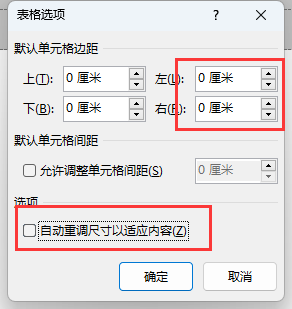 表格选项
?
默认单元格边距
上(T): 0 厘米 左(L): 0 厘米
下(B): 0 厘米 右(R): 0 厘米
默认单元格间距
允许调整单元格间距(S) 0 厘米
选项
自动重调尺寸以适应内容(Z)
确定 取消